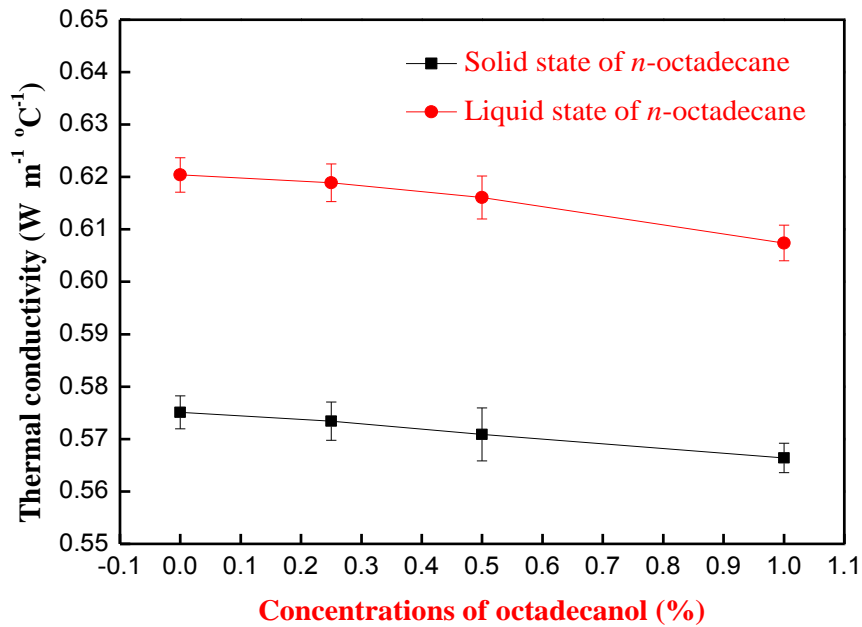 0.65
0.64
0.63
0.62
0.61
0.60
0.59
0.58
0.57
0.56
0.55
Thermal conductivity (W m⁻¹ ºC⁻¹)
Solid state of n-octadecane
Liquid state of n-octadecane
-0.1 0.0 0.1 0.2 0.3 0.4 0.5 0.6 0.7 0.8 0.9 1.0 1.1
Concentrations of octadecanol (%)